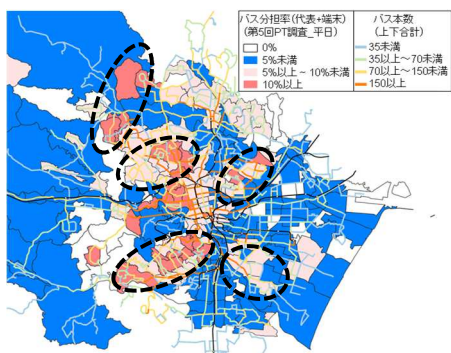 バス分担率(代表+端末)
(第5回PT調査_平日)
0%
5%未満
5%以上~10%未満
10%以上
バス本数
(上下合計)
35未満
35以上~70未満
70以上~150未満
150以上